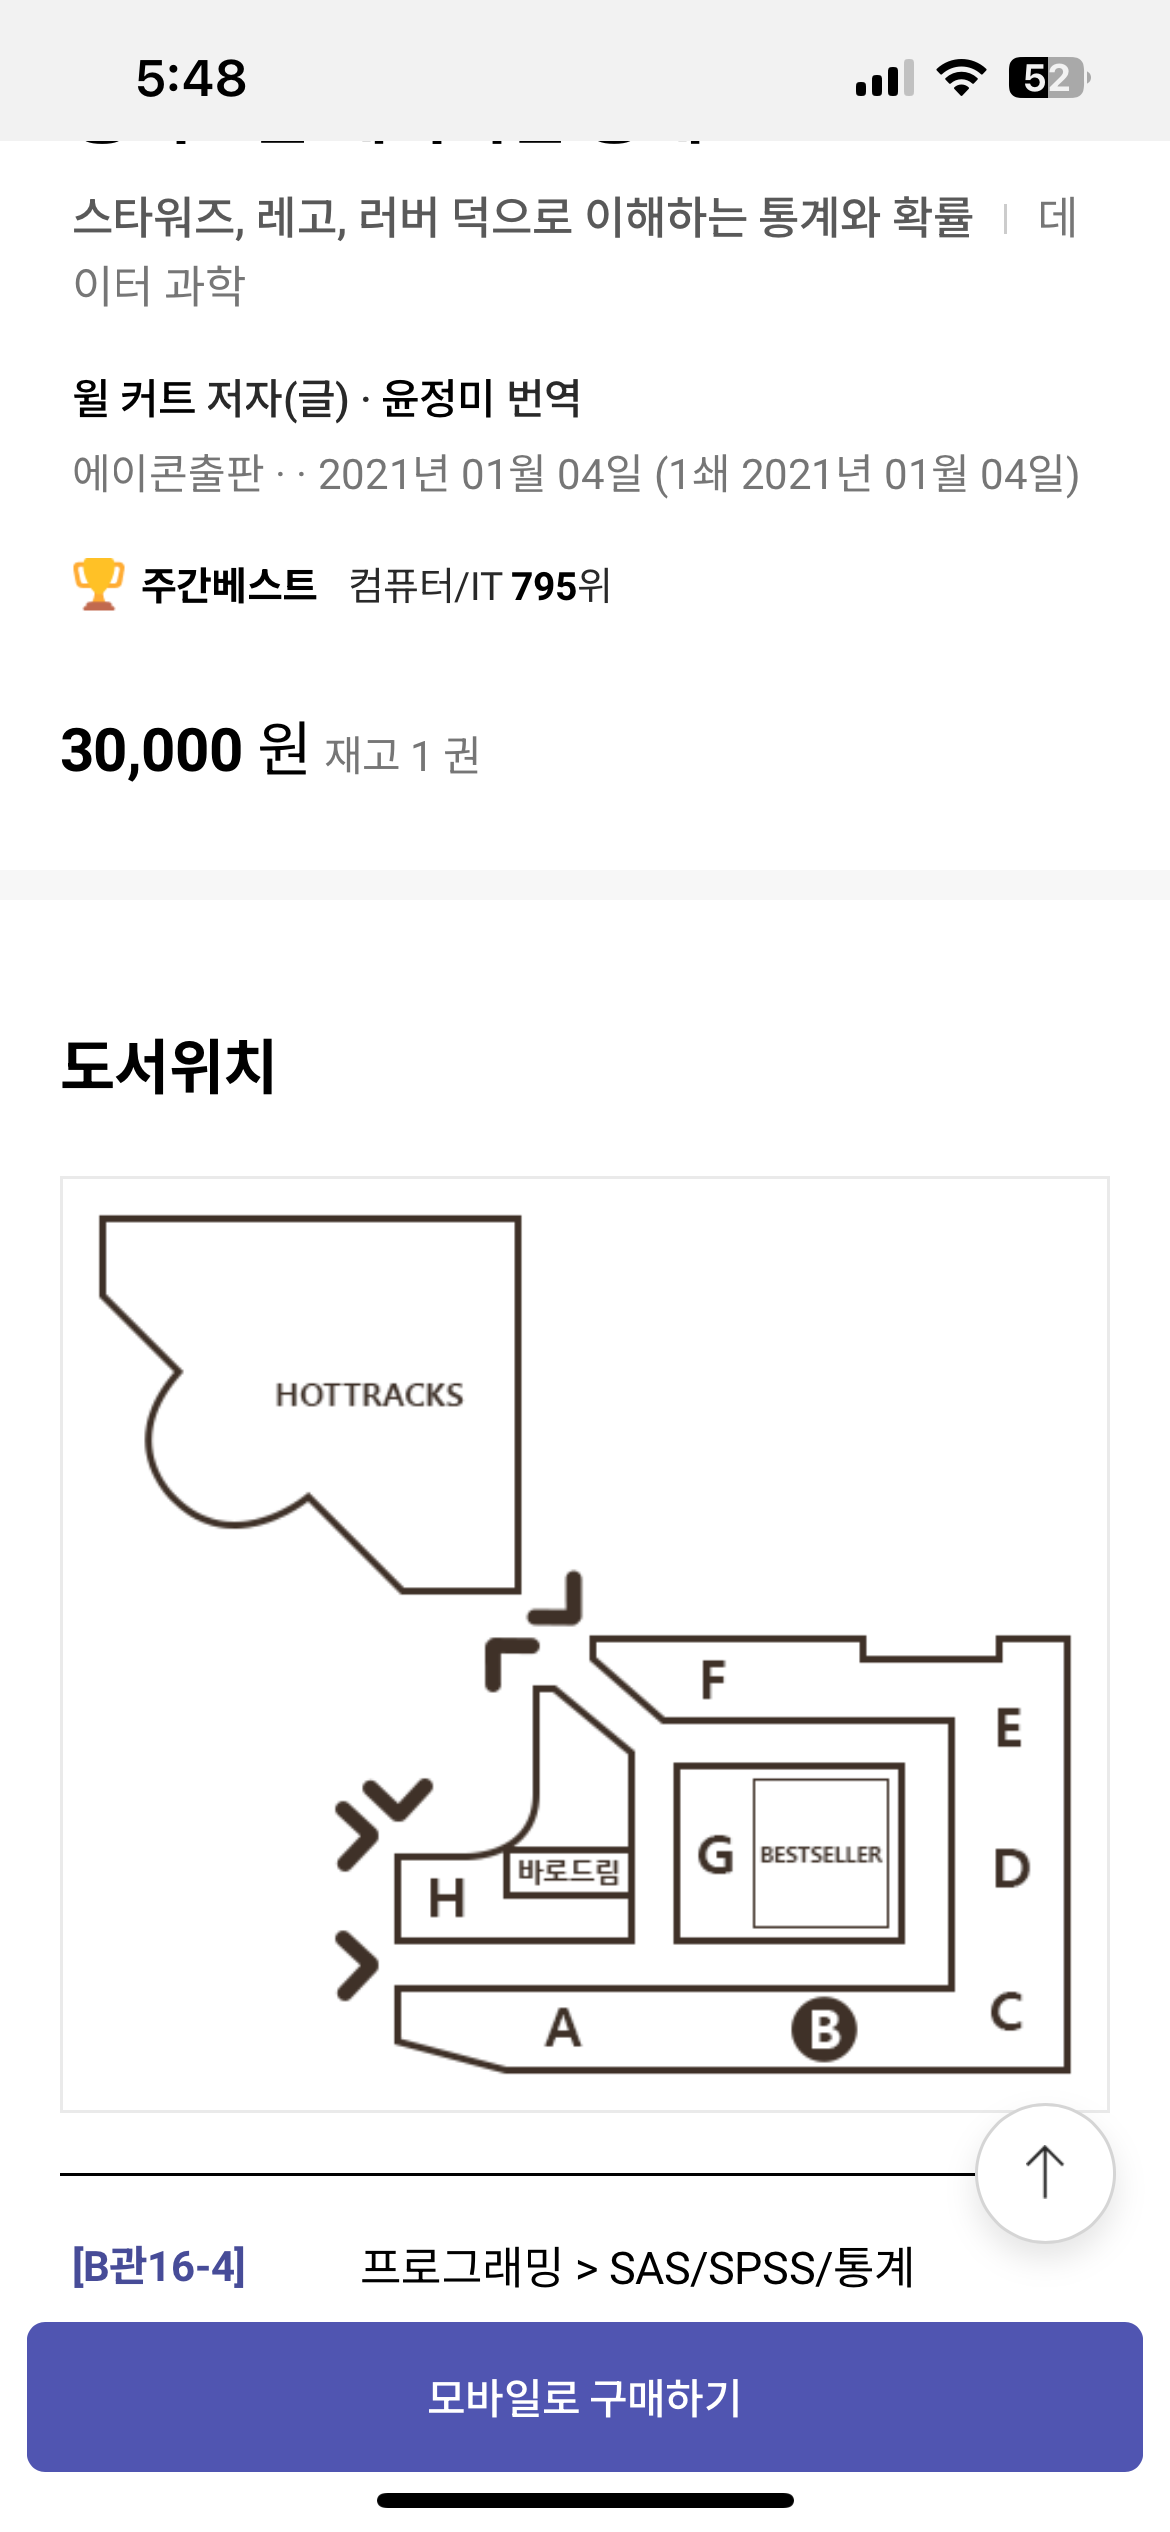 5:48
52
스타워즈, 레고, 러버 덕으로 이해하는 통계와 확률 | 데
이터 과학
윌 커트 저자(글) · 윤정미 번역
에이콘출판 · · 2021년 01월 04일 (1쇄 2021년 01월 04일)
주간베스트 컴퓨터/IT 795위
30,000 원 재고 1 권
도서위치
HOTTRACKS
F
E
G
BESTSELLER
D
바로드림
H
C
A
B
[B관16-4] 프로그래밍 > SAS/SPSS/통계
모바일로 구매하기